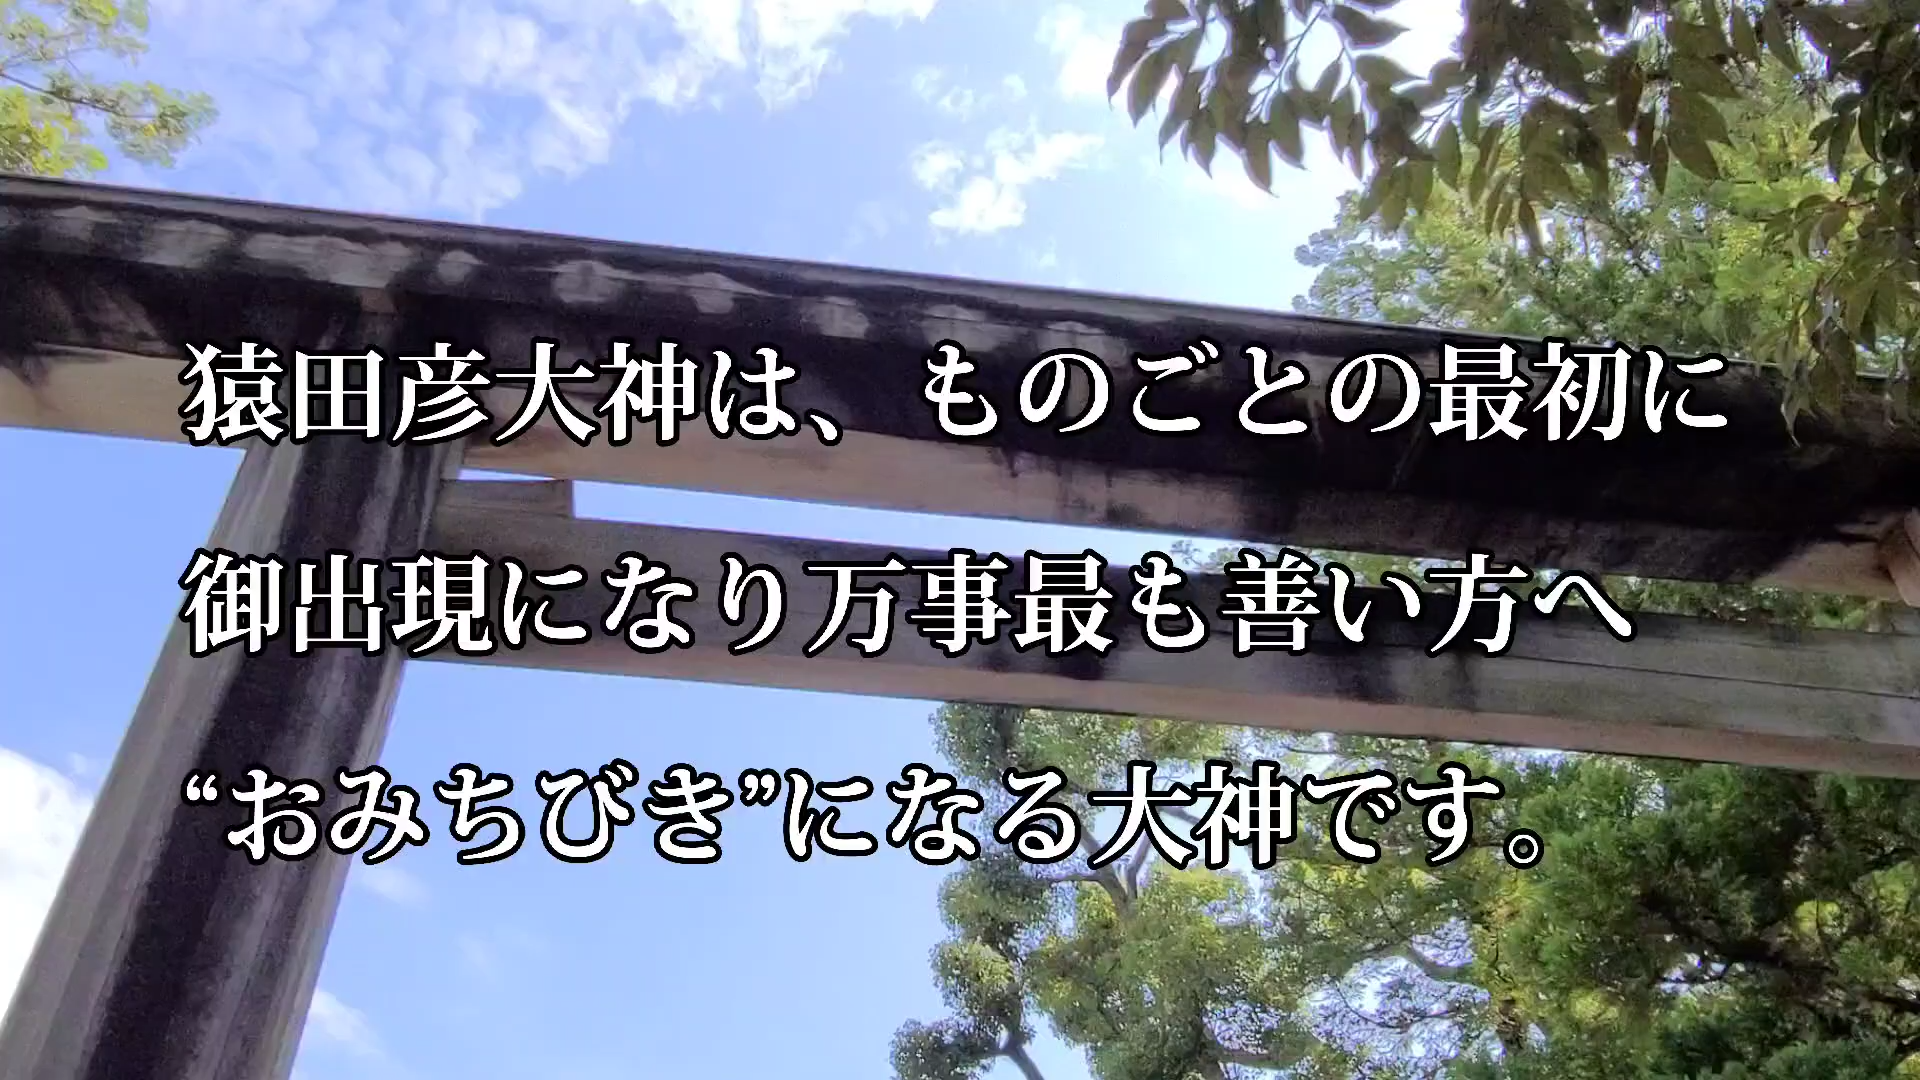 猿田彦大神は、ものごとの最初に
御出現になり万事最も善い方へ
“おみちびき”になる大神です。